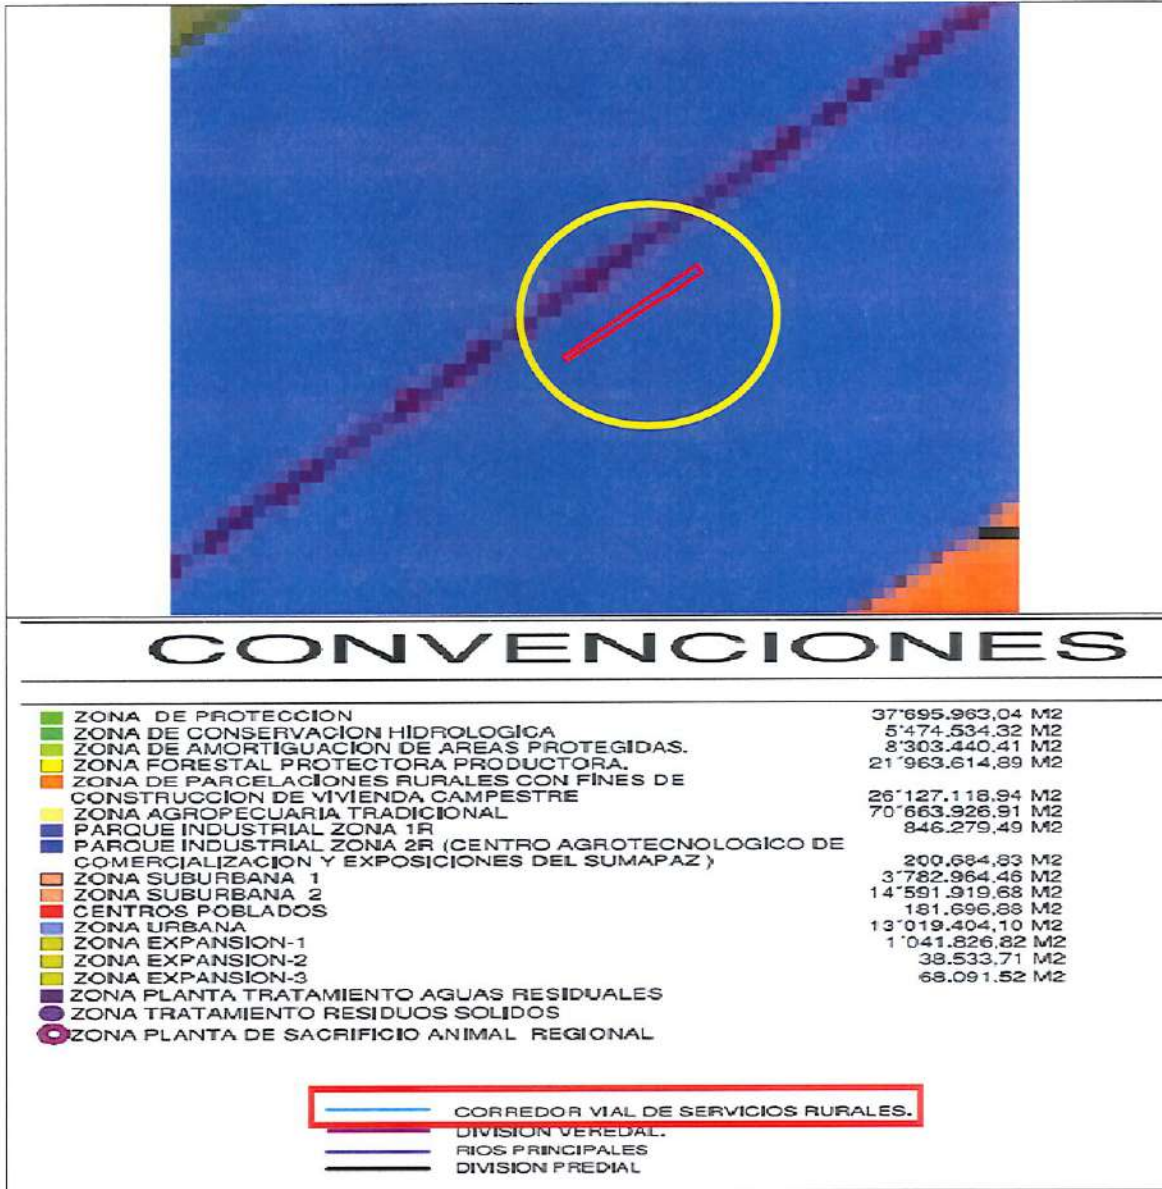 CONVENCIONES
ZONA DE PROTECCION 37'695.963,04 M2
ZONA DE CONSERVACION HIDROLOGICA 5'474.534.32 M2
ZONA DE AMORTIGUACION DE AREAS PROTEGIDAS. 8'303.440.41 M2
ZONA FORESTAL PROTECTORA PRODUCTORA. 21'963.614,89 M2
ZONA DE PARCELACIONES RURALES CON FINES DE
CONSTRUCCION DE VIVIENDA CAMPESTRE 26'127.118.94 M2
ZONA AGROPECUARIA TRADICIONAL 70'663.926.91 M2
PARQUE INDUSTRIAL ZONA 1R 846.279,49 M2
PARQUE INDUSTRIAL ZONA 2R (CENTRO AGROTECNOLOGICO DE
COMERCIALIZACION Y EXPOSICIONES DEL SUMAPAZ ) 200.684,83 M2
ZONA SUBURBANA 1 3'782.964.46 M2
ZONA SUBURBANA 2 14'591.919,68 M2
CENTROS POBLADOS 181.696,88 M2
ZONA URBANA 13'019.404,10 M2
ZONA EXPANSION-1 1'041.826,82 M2
ZONA EXPANSION-2 38.533,71 M2
ZONA EXPANSION-3 68.091.52 M2
ZONA PLANTA TRATAMIENTO AGUAS RESIDUALES
ZONA TRATAMIENTO RESIDUOS SOLIDOS
ZONA PLANTA DE SACRIFICIO ANIMAL REGIONAL
CORREDOR VIAL DE SERVICIOS RURALES.
DIVISION VEREDAL.
RIOS PRINCIPALES
DIVISION PREDIAL